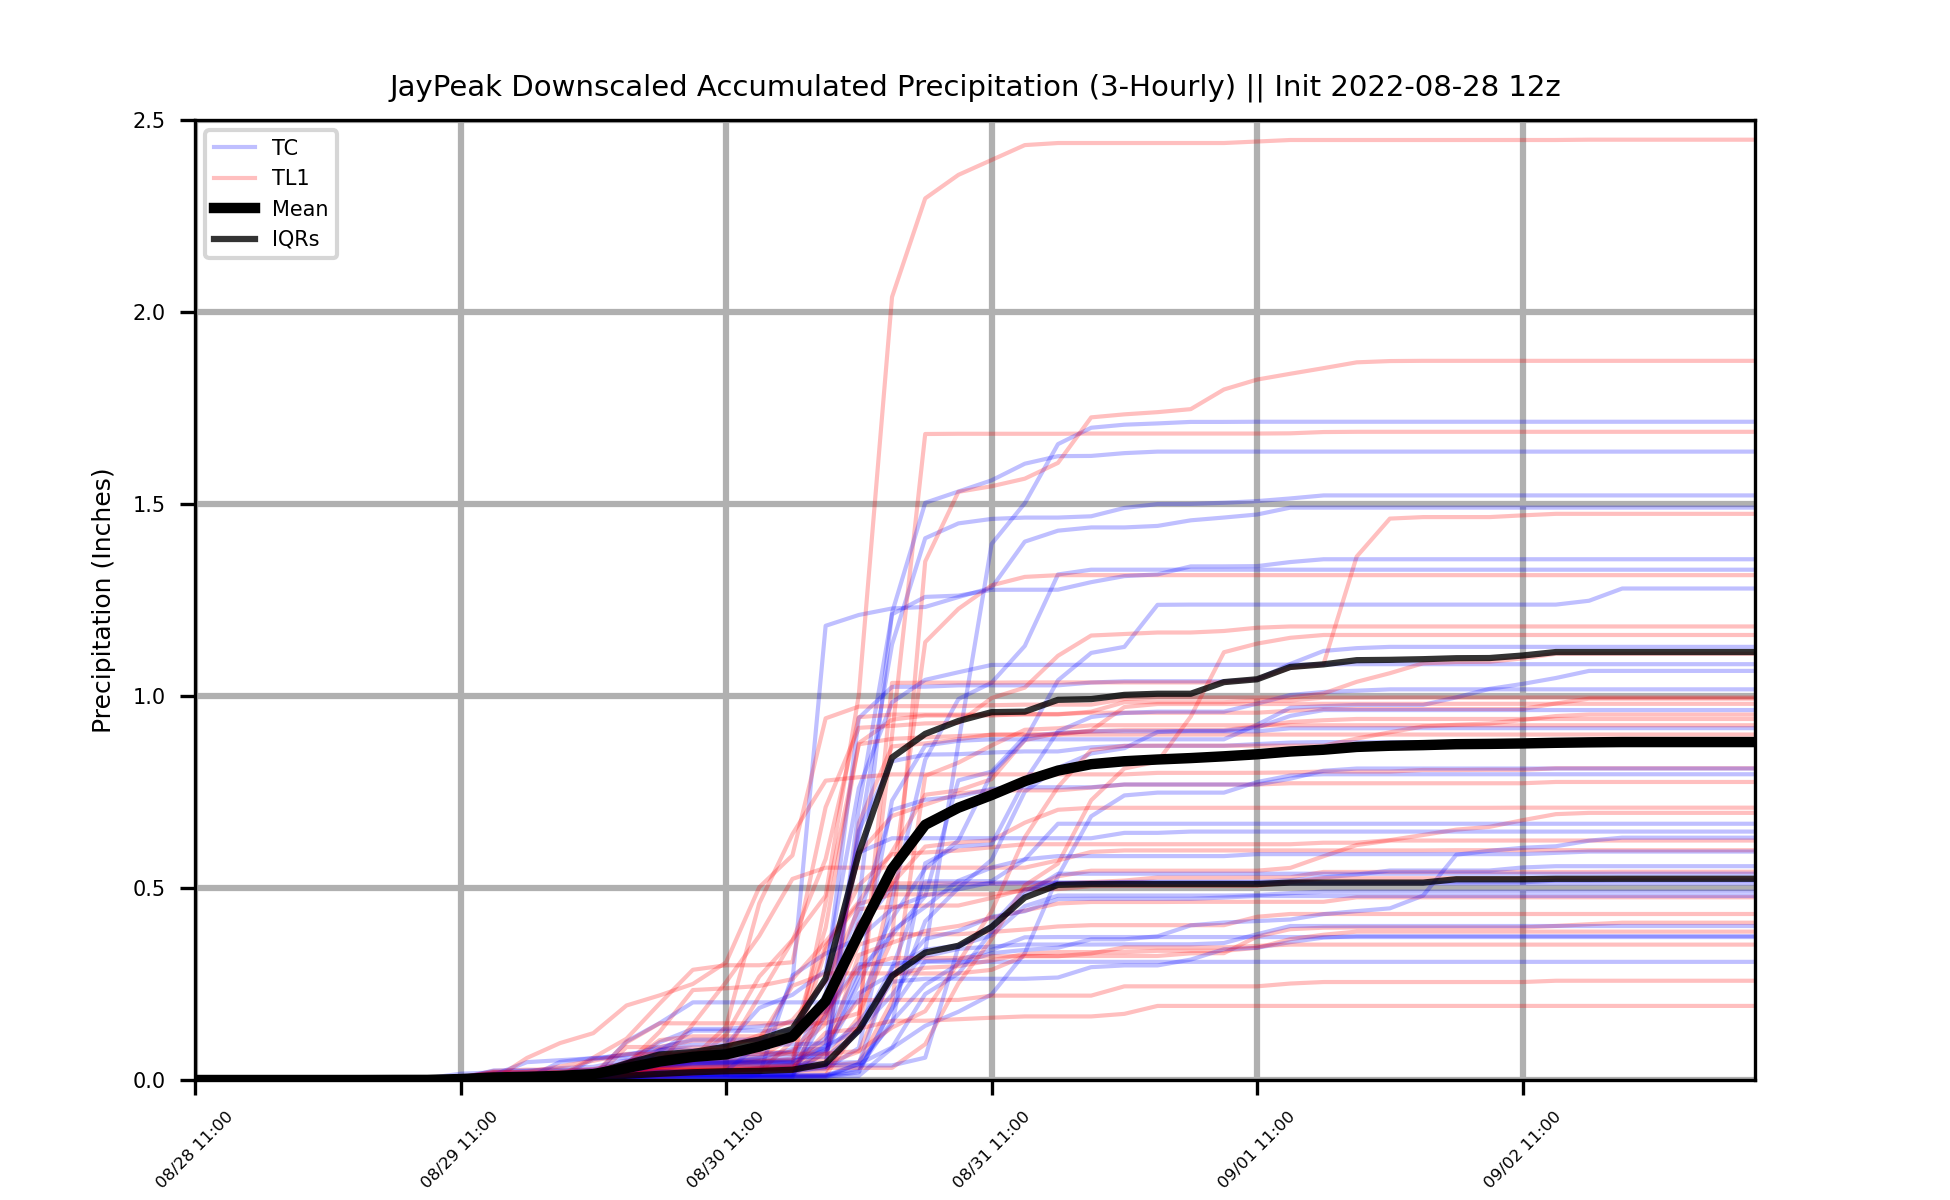 JayPeak Downscaled Accumulated Precipitation (3-Hourly) || Init 2022-08-28 12z
TC
TL1
Mean
IQRs
Precipitation (Inches)
2.5
2.0
1.5
1.0
0.5
0.0
08/28 11:00
08/29 11:00
08/30 11:00
08/31 11:00
09/01 11:00
09/02 11:00